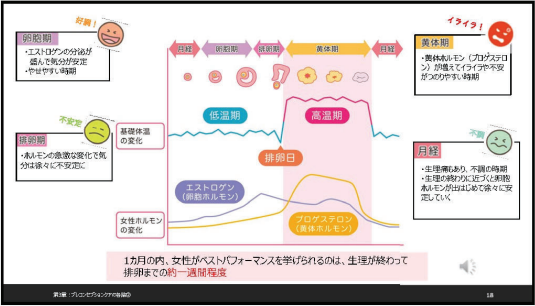 好調！
卵胞期
・エストロゲンの分泌が
盛んで気分が安定
・やせやすい時期
不安定
排卵期
・ホルモンの急激な変化で気
分は徐々に不安定に
月経
卵胞期
排卵期
黄体期
月経
基礎体温
の変化
低温期
高温期
排卵日
エストロゲン
（卵胞ホルモン）
プロゲステロン
（黄体ホルモン）
女性ホルモン
の変化
イライラ！
黄体期
・黄体ホルモン（プロゲステロ
ン）が増えてイライラや不安
がつのりやすい時期
不調
月経
・生理痛もあり、不調の時期
・生理の終わりに近づくと卵胞
ホルモンが出はじめて徐々に安
定していく
1カ月の内、女性がベストパフォーマンスを挙げられるのは、生理が終わって
排卵までの約一週間程度
第3章：プレコンセプションケアの各論②
18